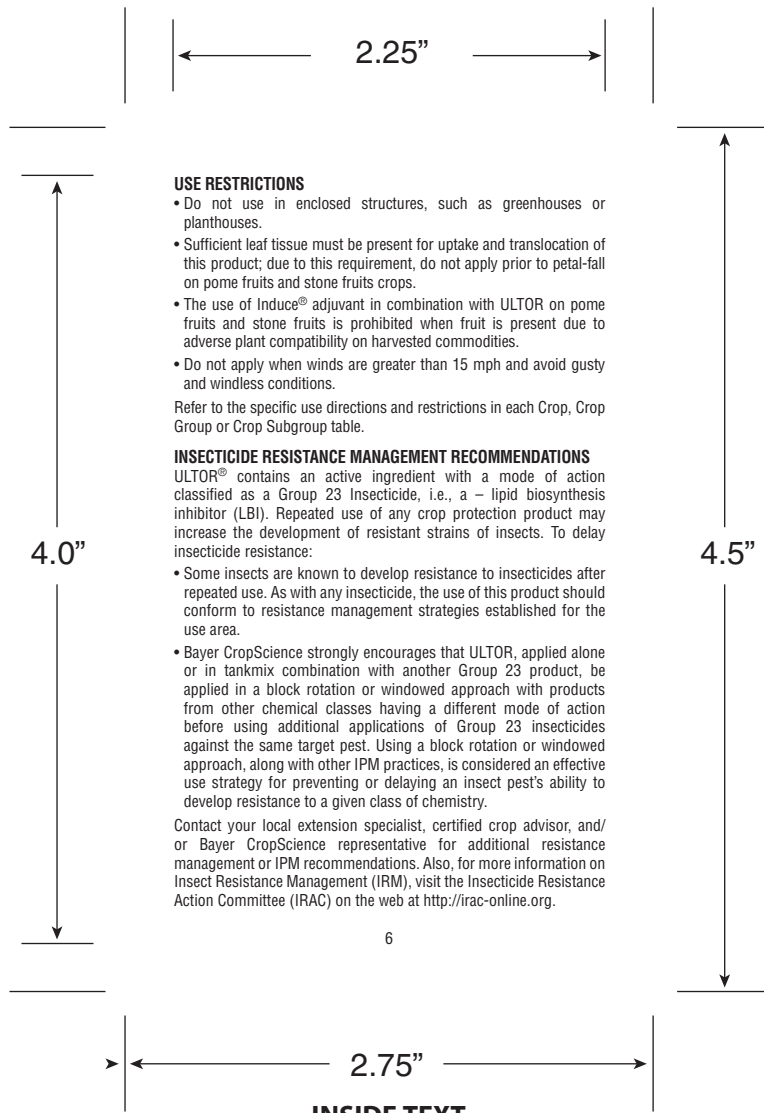 2.25”
USE RESTRICTIONS
• Do not use in enclosed structures, such as greenhouses or
planthouses.
• Sufficient leaf tissue must be present for uptake and translocation of
this product; due to this requirement, do not apply prior to petal-fall
on pome fruits and stone fruits crops.
• The use of Induce® adjuvant in combination with ULTOR on pome
fruits and stone fruits is prohibited when fruit is present due to
adverse plant compatibility on harvested commodities.
• Do not apply when winds are greater than 15 mph and avoid gusty
and windless conditions.
Refer to the specific use directions and restrictions in each Crop, Crop
Group or Crop Subgroup table.
INSECTICIDE RESISTANCE MANAGEMENT RECOMMENDATIONS
ULTOR® contains an active ingredient with a mode of action
classified as a Group 23 Insecticide, i.e., a – lipid biosynthesis
inhibitor (LBI). Repeated use of any crop protection product may
increase the development of resistant strains of insects. To delay
insecticide resistance:
4.0”
4.5”
• Some insects are known to develop resistance to insecticides after
repeated use. As with any insecticide, the use of this product should
conform to resistance management strategies established for the
use area.
• Bayer CropScience strongly encourages that ULTOR, applied alone
or in tankmix combination with another Group 23 product, be
applied in a block rotation or windowed approach with products
from other chemical classes having a different mode of action
before using additional applications of Group 23 insecticides
against the same target pest. Using a block rotation or windowed
approach, along with other IPM practices, is considered an effective
use strategy for preventing or delaying an insect pest’s ability to
develop resistance to a given class of chemistry.
Contact your local extension specialist, certified crop advisor, and/
or Bayer CropScience representative for additional resistance
management or IPM recommendations. Also, for more information on
Insect Resistance Management (IRM), visit the Insecticide Resistance
Action Committee (IRAC) on the web at http://irac-online.org.
6
2.75”
INSIDE TEXT